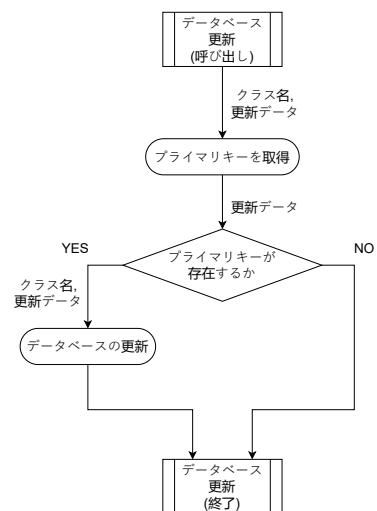 データベース
更新
(呼び出し)
クラス名,
更新データ
プライマリキーを取得
更新データ
プライマリキーが
存在するか
YES
NO
クラス名,
更新データ
データベースの更新
データベース
更新
(終了)